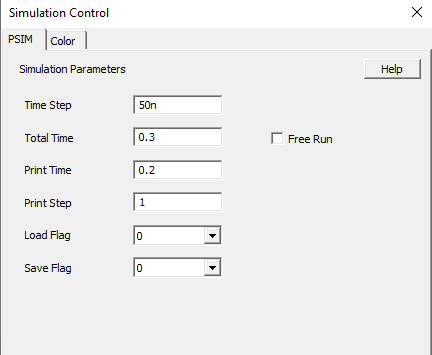 Simulation Control
PSIM Color
Simulation Parameters Help
Time Step 50n
Total Time 0.3 Free Run
Print Time 0.2
Print Step 1
Load Flag 0
Save Flag 0